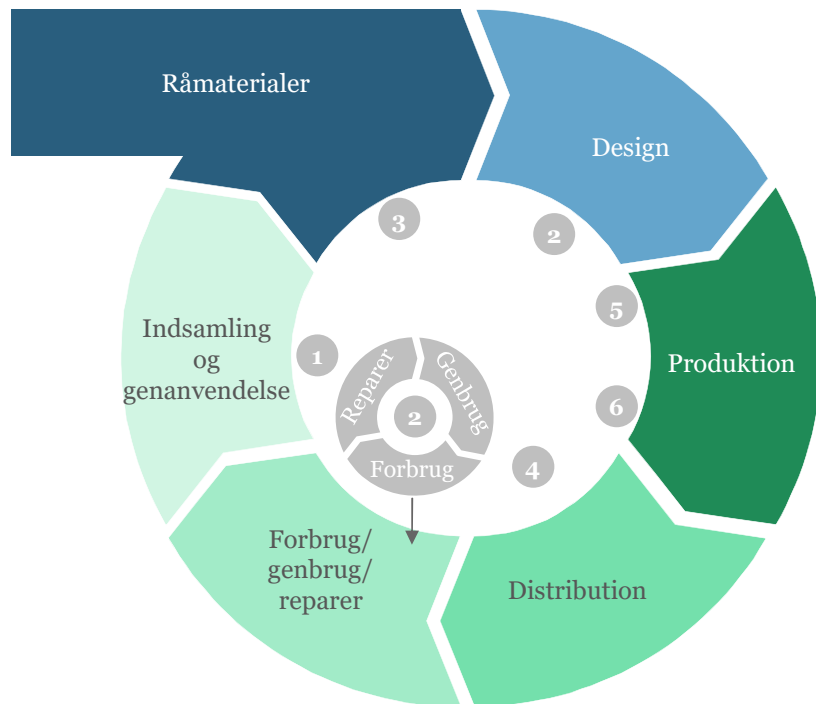 Råmaterialer
Design
3
2
5
Indsamling
og
genanvendelse
1
Reparer
Genbrug
2
Forbrug
Produktion
6
4
Forbrug/
genbrug/
reparer
Distribution